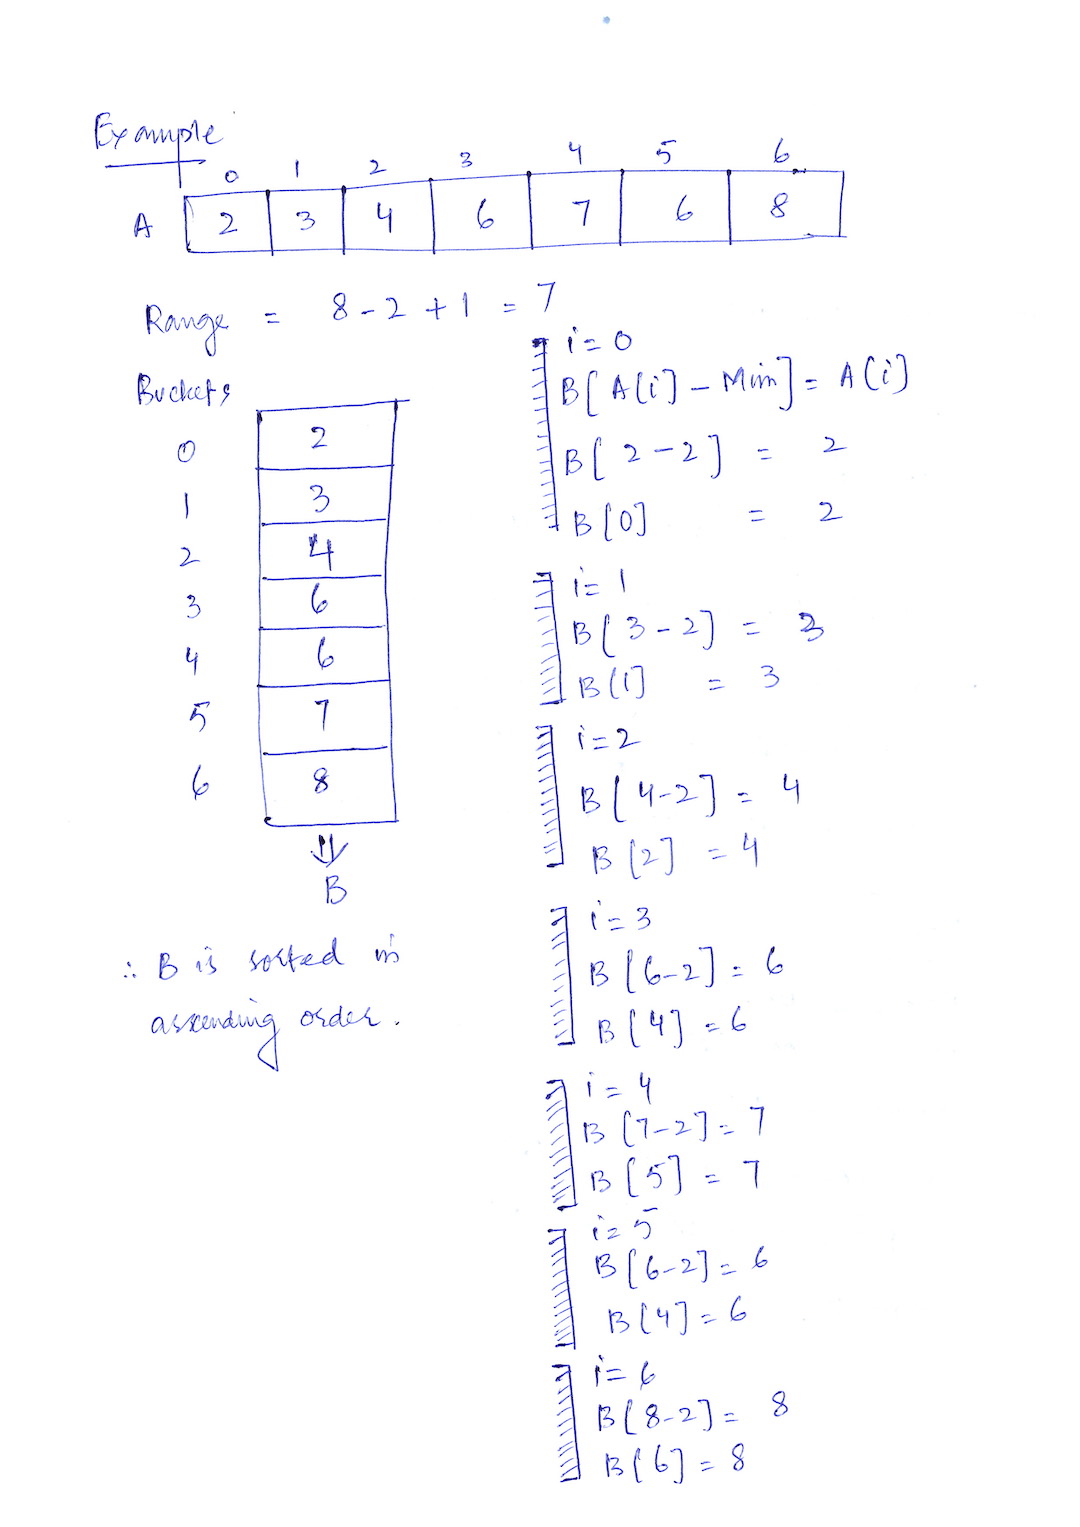 Example
0 1 2 3 4 5 6
A 2 3 4 6 7 6 8
Range = 8-2+1 = 7
Buckets
0 2
1 3
2 4
3 6
4 6
5 7
6 8
B
∴ B is sorted in
ascending order.
i=0
B[A[i]-Min] = A[i]
B[2-2] = 2
B[0] = 2
i=1
B[3-2] = 3
B[1] = 3
i=2
B[4-2] = 4
B[2] = 4
i=3
B[6-2] = 6
B[4] = 6
i=4
B[7-2] = 7
B[5] = 7
i=5
B[6-2] = 6
B[4] = 6
i=6
B[8-2] = 8
B[6] = 8